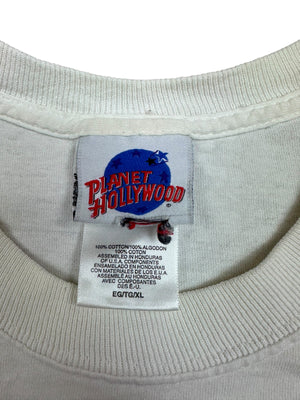 PLANET
HOLLYWOOD
100% COTTON/100% ALGODON
100% COTON
ASSEMBLED IN HONDURAS
OF U.S.A. COMPONENTS
ENSAMBLADO EN HONDURAS
CON MATERIALES DE LOS E.U.A.
ASSEMBLE AU HONDURAS
AVEC COMPOSANTES
DES E.-U.
EG/TG/XL